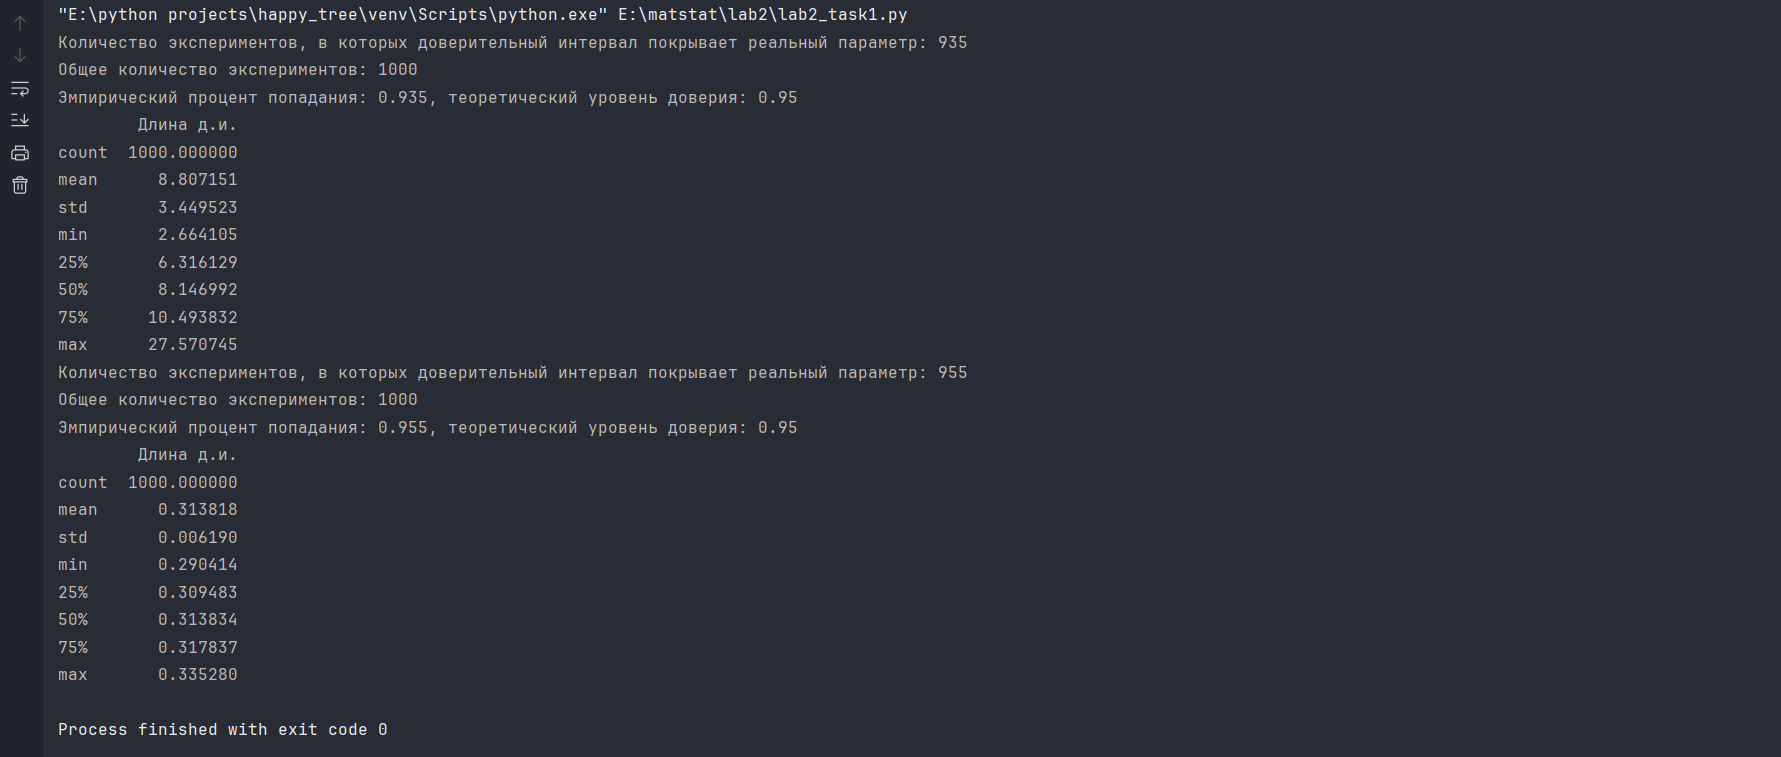 "E:\python projects\happy_tree\venv\Scripts\python.exe" E:\matstat\lab2\lab2_task1.py
Количество экспериментов, в которых доверительный интервал покрывает реальный параметр: 935
Общее количество экспериментов: 1000
Эмпирический процент попадания: 0.935, теоретический уровень доверия: 0.95
        Длина д.и.
count  1000.000000
mean      8.807151
std       3.449523
min       2.664105
25%       6.316129
50%       8.146992
75%      10.493832
max      27.570745
Количество экспериментов, в которых доверительный интервал покрывает реальный параметр: 955
Общее количество экспериментов: 1000
Эмпирический процент попадания: 0.955, теоретический уровень доверия: 0.95
        Длина д.и.
count  1000.000000
mean      0.313818
std       0.006190
min       0.290414
25%       0.309483
50%       0.313834
75%       0.317837
max       0.335280
Process finished with exit code 0